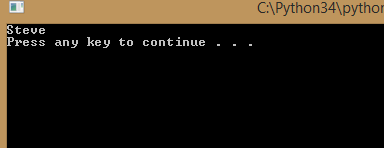 C:\Python34\python
Steve
Press any key to continue . . .